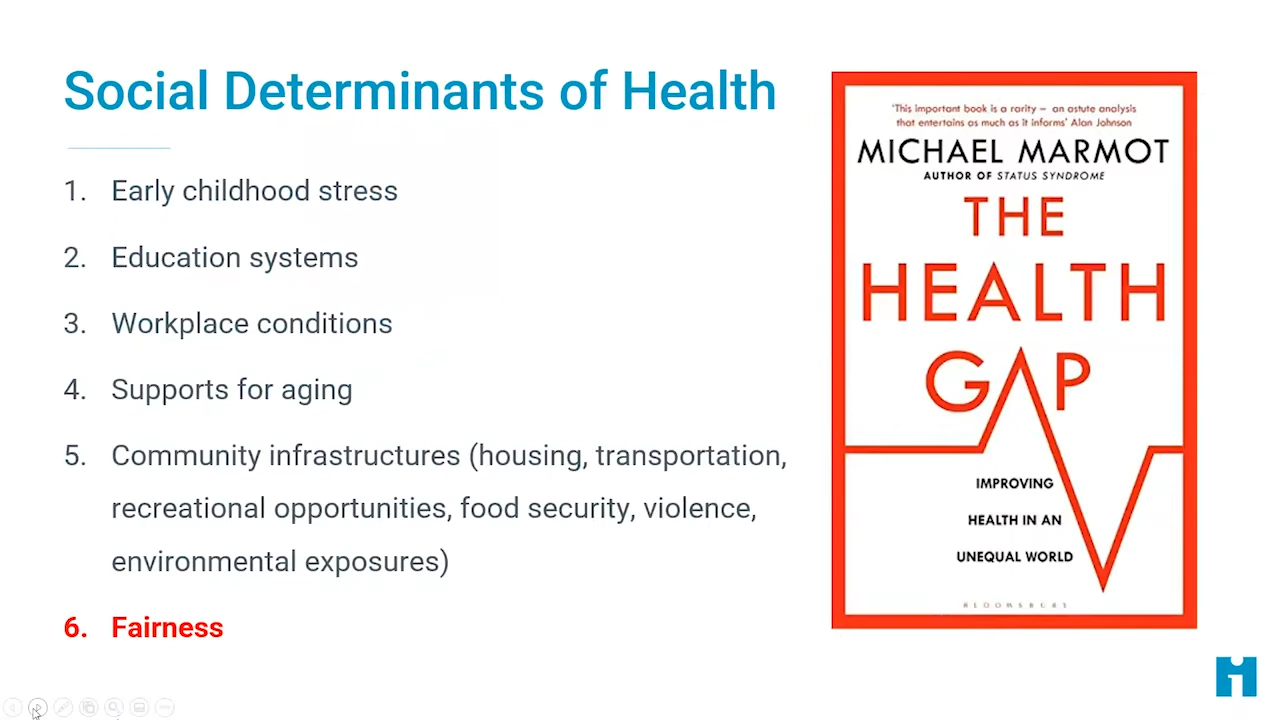 Social Determinants of Health
1. Early childhood stress
2. Education systems
3. Workplace conditions
4. Supports for aging
5. Community infrastructures (housing, transportation,
recreational opportunities, food security, violence,
environmental exposures)
6. Fairness
'This important book is a rarity – an astute analysis
that entertains as much as it informs' Alan Johnson
MICHAEL MARMOT
AUTHOR OF STATUS SYNDROME
THE
HEALTH
GAP
IMPROVING
HEALTH IN AN
UNEQUAL WORLD
BLOOMSBURY